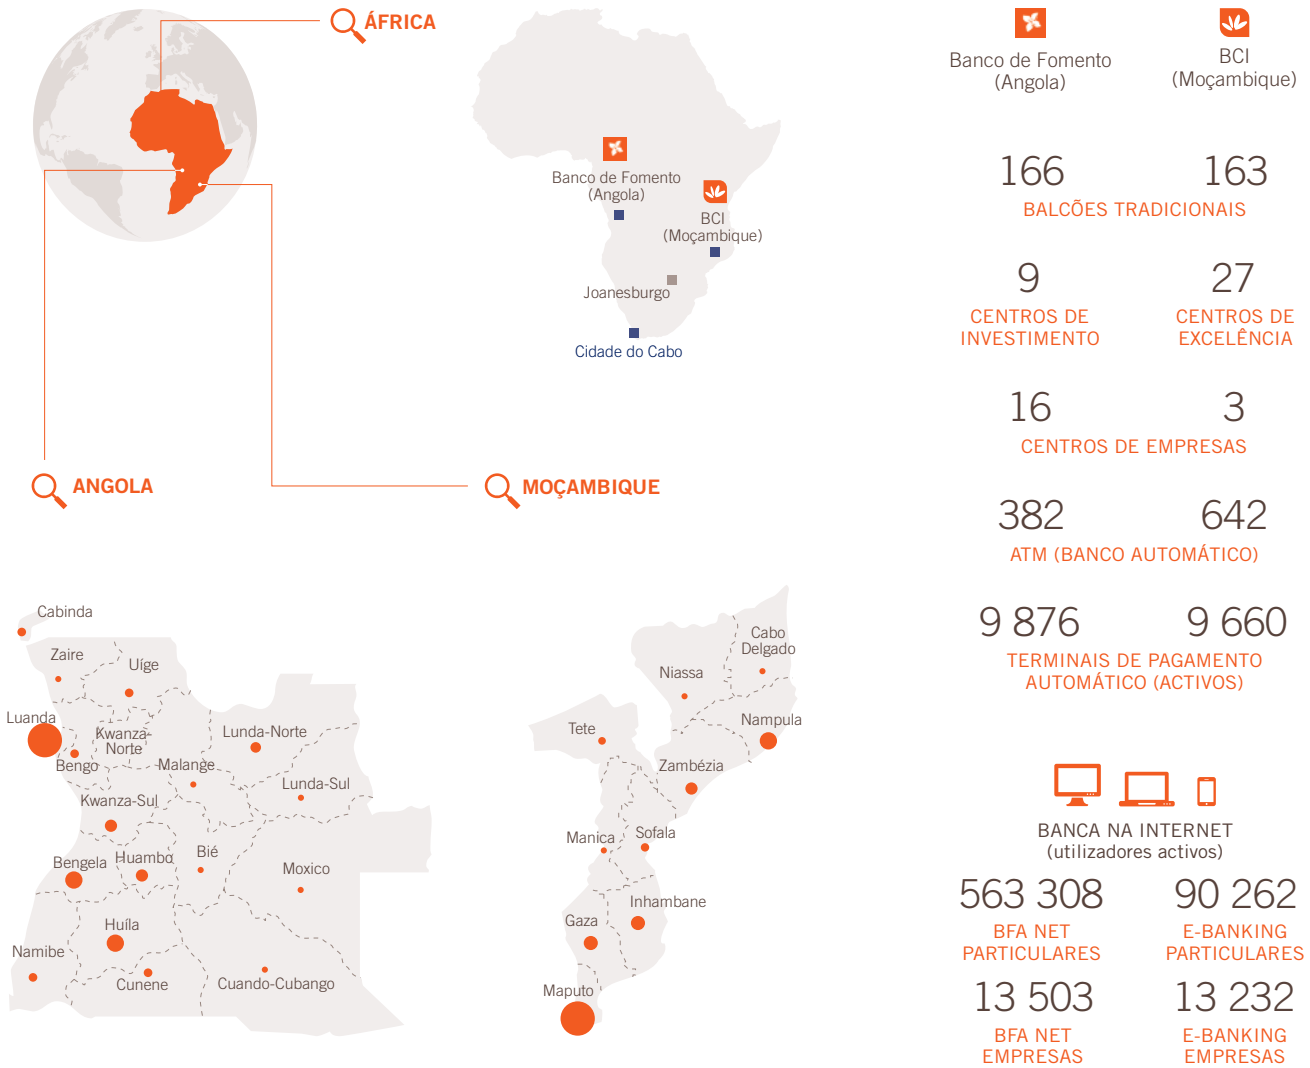 ÁFRICA
Banco de Fomento
(Angola)
BCI
(Moçambique)
Joanesburgo
Cidade do Cabo
ANGOLA
MOÇAMBIQUE
Cabinda
Zaire
Uíge
Luanda
Kwanza-
Norte
Bengo
Lunda-Norte
Malange
Lunda-Sul
Kwanza-Sul
Bengela
Huambo
Bié
Moxico
Huíla
Namibe
Cunene
Cuando-Cubango
Cabo
Delgado
Niassa
Tete
Nampula
Zambézia
Manica
Sofala
Inhambane
Gaza
Maputo
Banco de Fomento
(Angola)
BCI
(Moçambique)
166 163
BALCÕES TRADICIONAIS
9
CENTROS DE
INVESTIMENTO
27
CENTROS DE
EXCELÊNCIA
16 3
CENTROS DE EMPRESAS
382 642
ATM (BANCO AUTOMÁTICO)
9 876 9 660
TERMINAIS DE PAGAMENTO
AUTOMÁTICO (ACTIVOS)
BANCA NA INTERNET
(utilizadores activos)
563 308
BFA NET
PARTICULARES
90 262
E-BANKING
PARTICULARES
13 503
BFA NET
EMPRESAS
13 232
E-BANKING
EMPRESAS